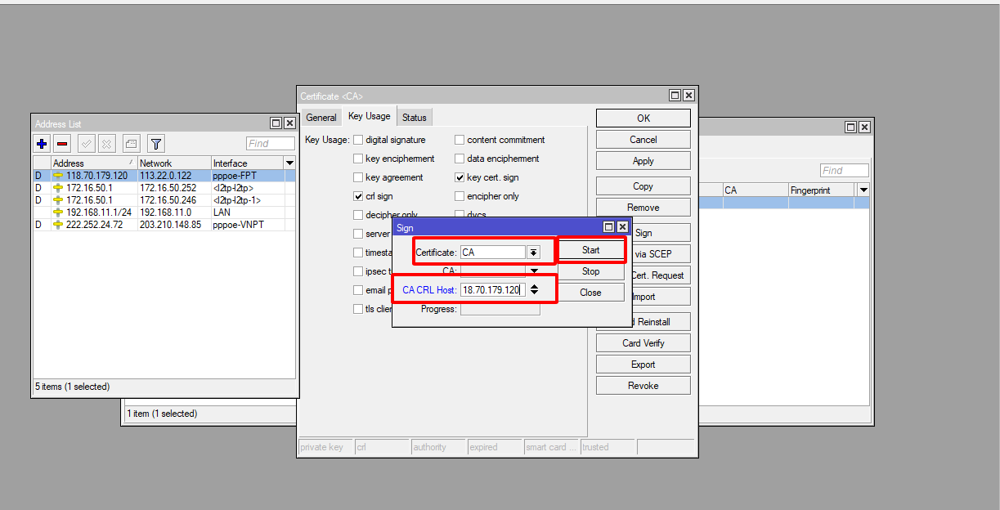 Certificate <CA>
General Key Usage Status
Key Usage: digital signature content commitment
key enciphement data enciphement
key agreement key cert. sign
crl sign encipher only
decipher only dvcs
server
timesta
ipsec t
email p
tls clien
OK
Cancel
Apply
Copy
Remove
Sign
via SCEP
Cert. Request
Import
d Reinstall
Card Verify
Export
Revoke
private key crl authority expired smart card ... trusted
Address List
Find
Address / Network Interface
D 118.70.179.120 113.22.0.122 pppoe-FPT
D 172.16.50.1 172.16.50.252 <l2tp-l2tp>
D 172.16.50.1 172.16.50.246 <l2tp-l2tp-1>
192.168.11.1/24 192.168.11.0 LAN
D 222.252.24.72 203.210.148.85 pppoe-VNPT
5 items (1 selected)
1 item (1 selected)
Sign
Certificate: CA Start
CA: Stop
CA CRL Host: 18.70.179.120 Close
Progress:
Find
CA Fingerprint